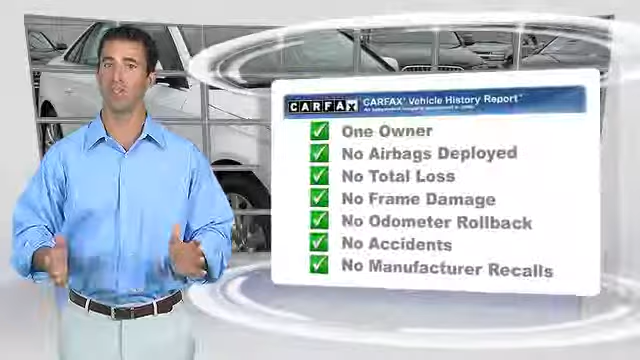 CARFAX CARFAX Vehicle History Report™
One Owner
No Airbags Deployed
No Total Loss
No Frame Damage
No Odometer Rollback
No Accidents
No Manufacturer Recalls